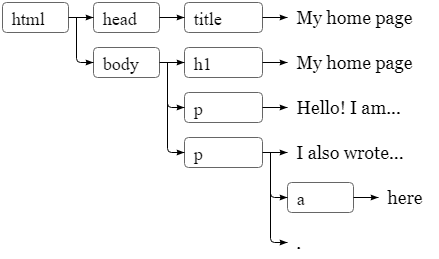 html head title My home page
body h1 My home page
p Hello! I am...
p I also wrote...
a here
.